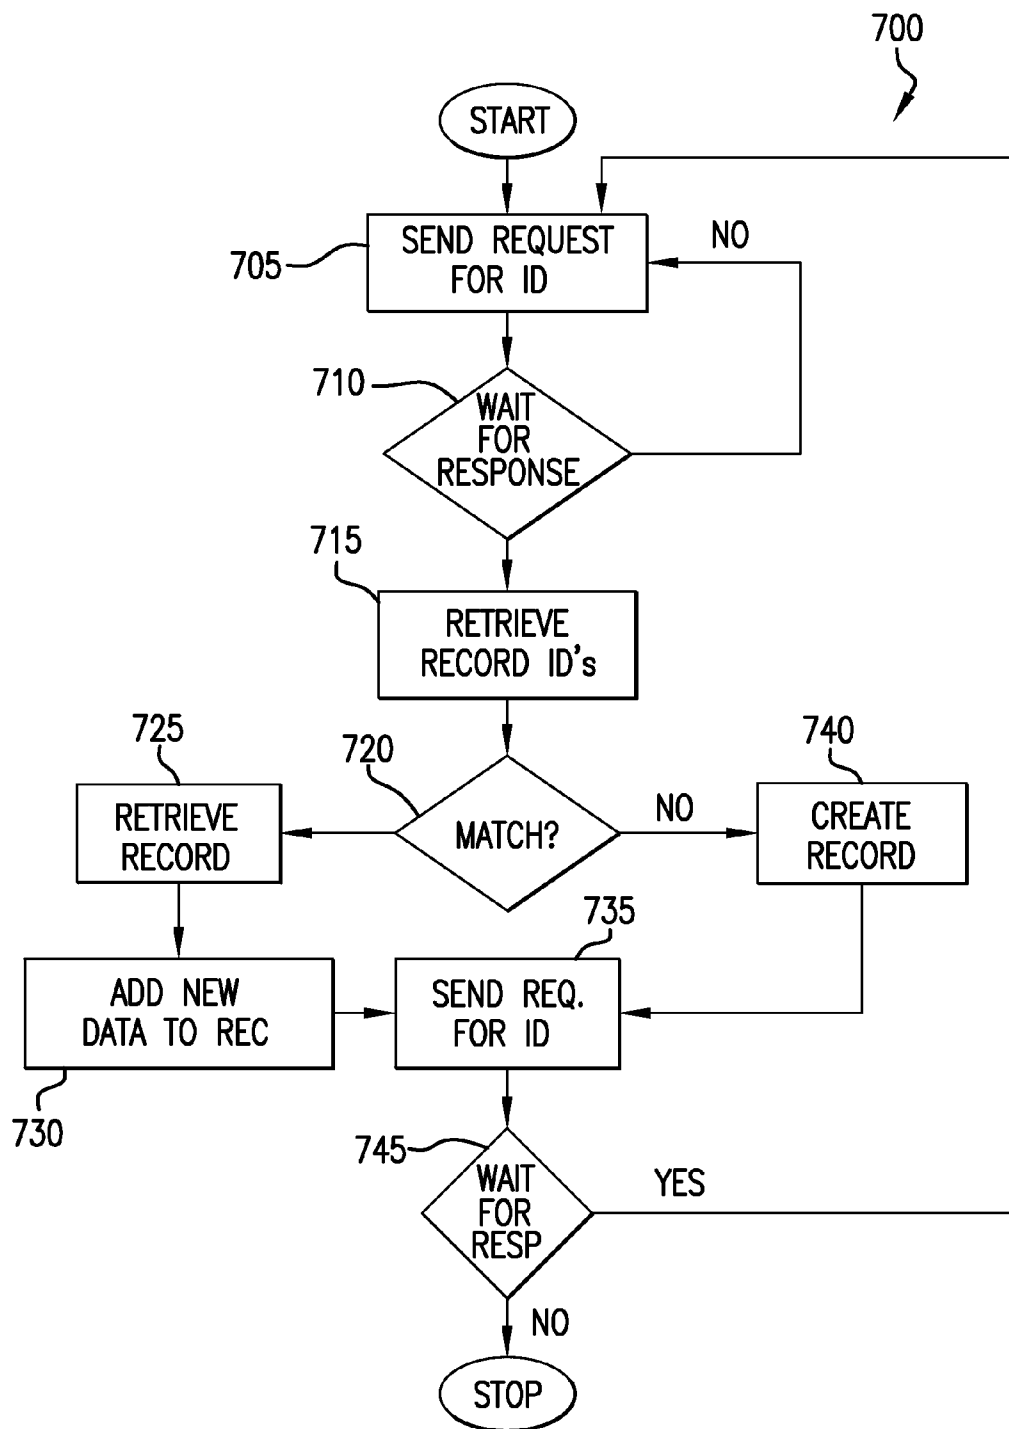 700
START
SEND REQUEST
FOR ID
NO
705
710
WAIT
FOR
RESPONSE
715
RETRIEVE
RECORD ID's
725
720
740
RETRIEVE
RECORD
MATCH?
NO
CREATE
RECORD
735
ADD NEW
DATA TO REC
SEND REQ.
FOR ID
730
745
WAIT
FOR
RESP
YES
NO
STOP